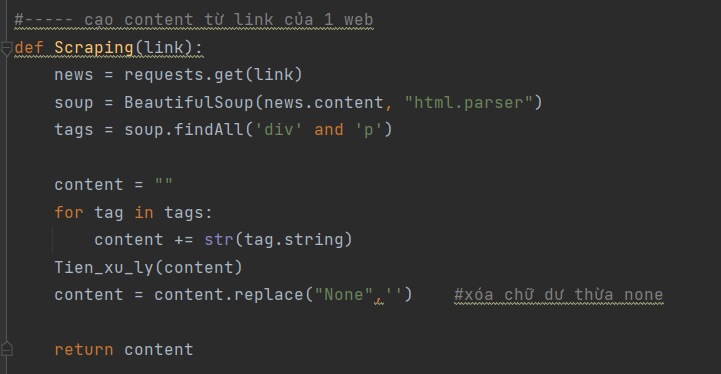 #----- cao content từ link của 1 web
def Scraping(link):
    news = requests.get(link)
    soup = BeautifulSoup(news.content, "html.parser")
    tags = soup.findAll('div' and 'p')
    content = ""
    for tag in tags:
        content += str(tag.string)
    Tien_xu_ly(content)
    content = content.replace("None",'')    #xóa chữ dư thừa none
    return content